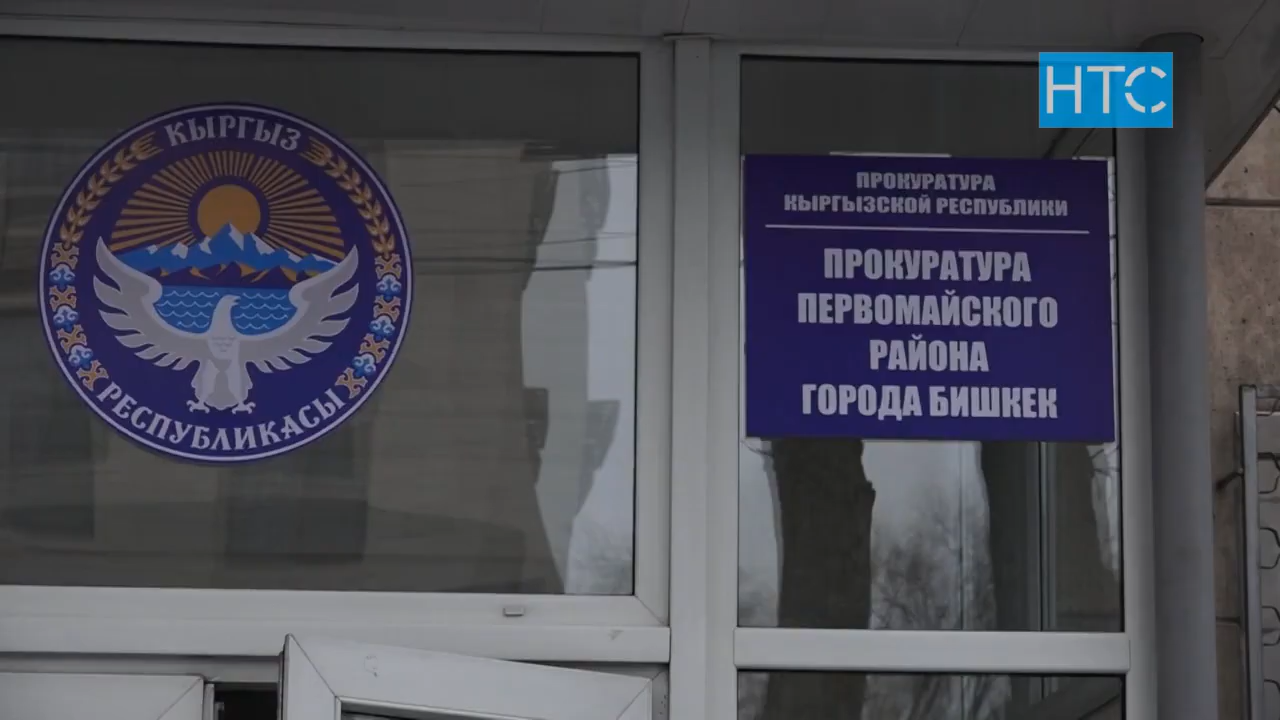 НТС
КЫРГЫЗ
РЕСПУБЛИКАСЫ
ПРОКУРАТУРА
КЫРГЫЗСКОЙ РЕСПУБЛИКИ
ПРОКУРАТУРА
ПЕРВОМАЙСКОГО
РАЙОНА
ГОРОДА БИШКЕК